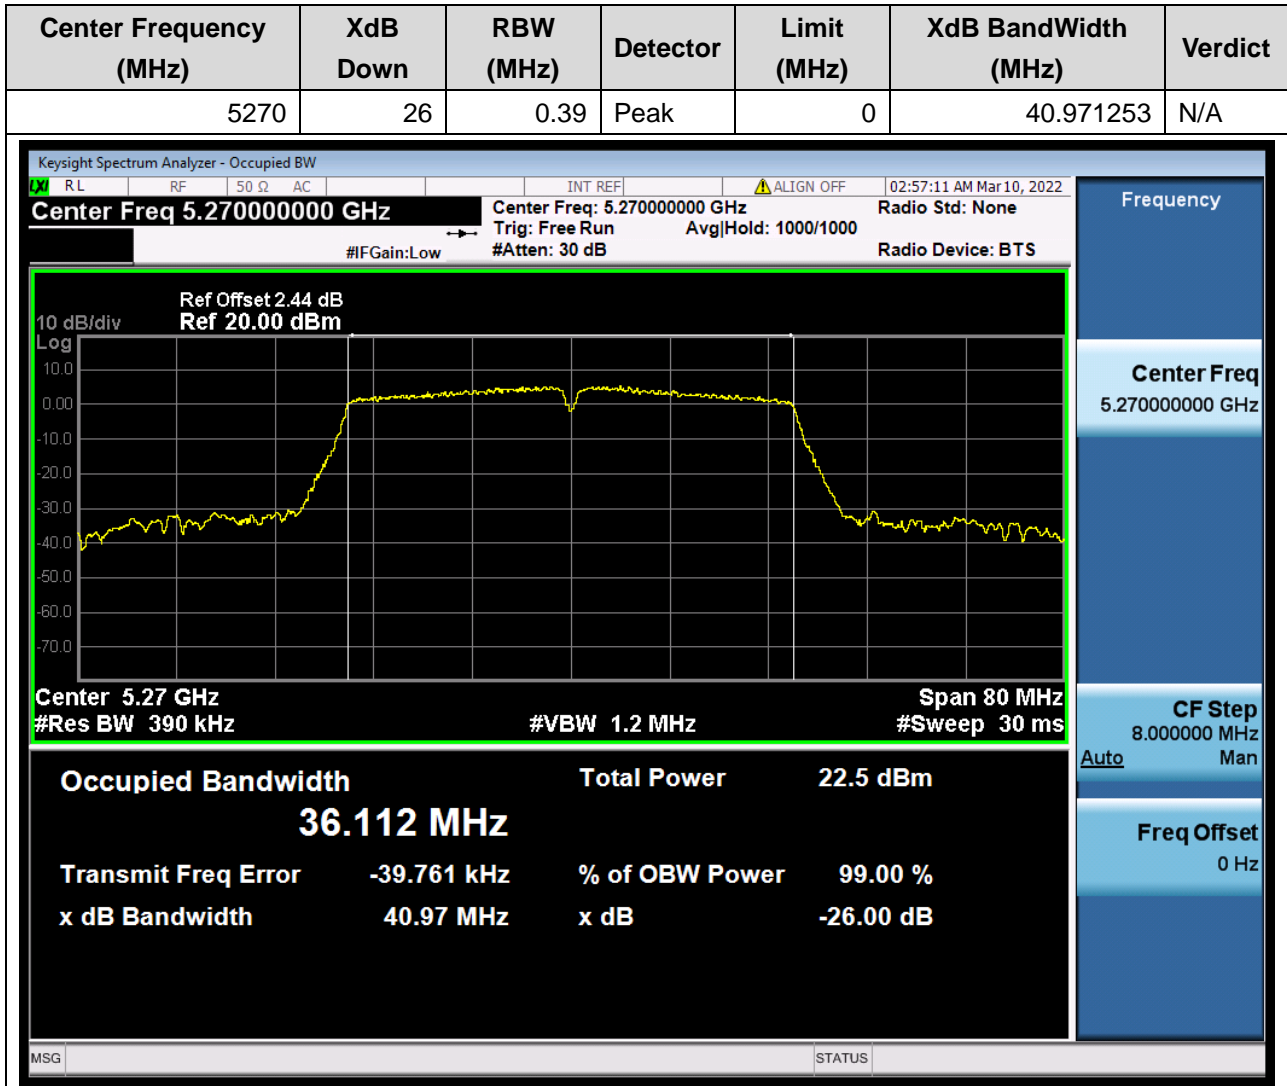 Center Frequency (MHz) XdB Down RBW (MHz) Detector Limit (MHz) XdB BandWidth (MHz) Verdict
5270 26 0.39 Peak 0 40.971253 N/A
Keysight Spectrum Analyzer - Occupied BW
LXI RL RF 50 Ω AC INT REF ALIGN OFF 02:57:11 AM Mar 10, 2022
Center Freq 5.270000000 GHz
Center Freq: 5.270000000 GHz
Radio Std: None
Trig: Free Run
Avg|Hold: 1000/1000
#IFGain:Low
#Atten: 30 dB
Radio Device: BTS
Ref Offset 2.44 dB
10 dB/div Ref 20.00 dBm
Log
10.0
0.00
-10.0
-20.0
-30.0
-40.0
-50.0
-60.0
-70.0
Center 5.27 GHz Span 80 MHz
#Res BW 390 kHz #VBW 1.2 MHz #Sweep 30 ms
Occupied Bandwidth Total Power 22.5 dBm
36.112 MHz
Transmit Freq Error -39.761 kHz % of OBW Power 99.00 %
x dB Bandwidth 40.97 MHz x dB -26.00 dB
Frequency
Center Freq
5.270000000 GHz
CF Step
8.000000 MHz
Auto Man
Freq Offset
0 Hz
MSG STATUS